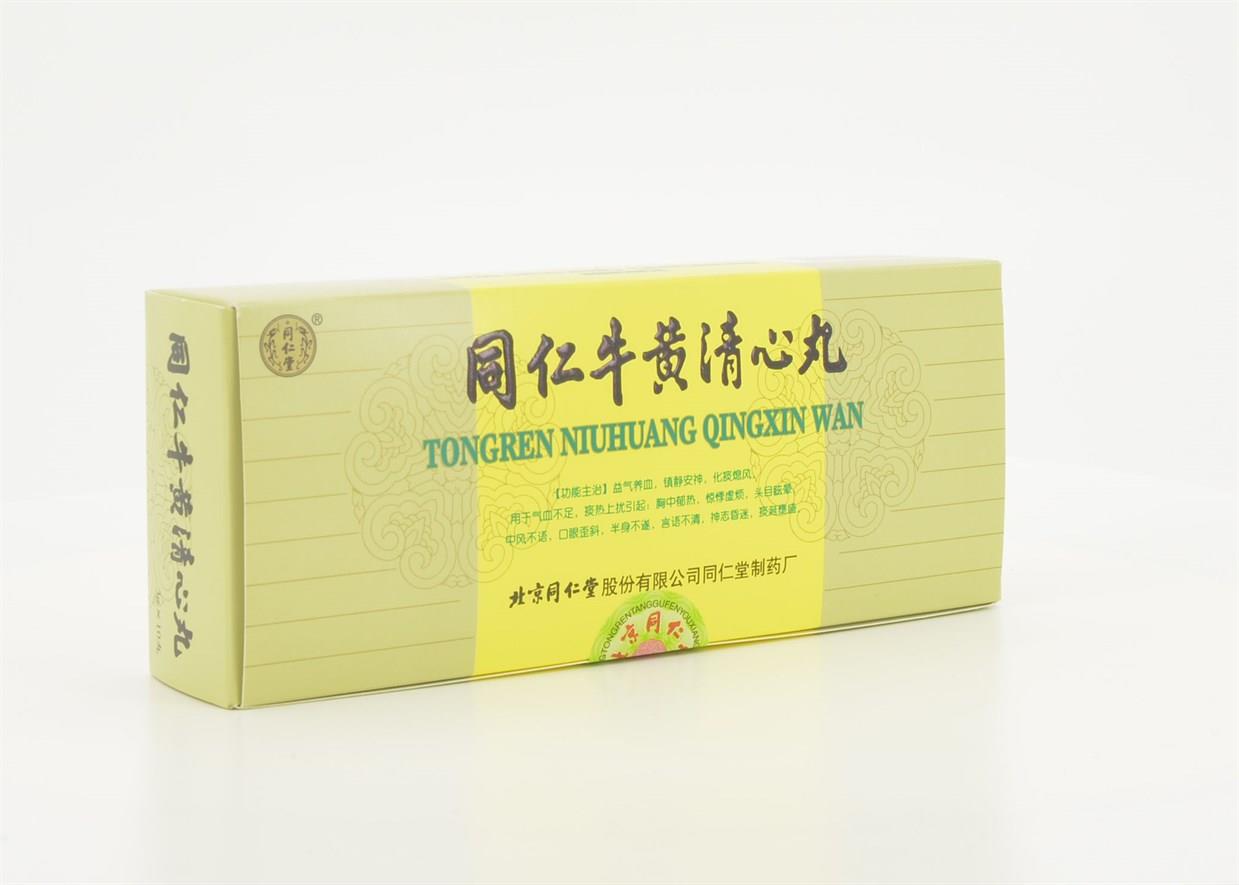 同仁堂
®
同仁牛黄清心丸
TONGREN NIUHUANG QINGXIN WAN
【功能主治】益气养血，镇静安神，化痰熄风。
用于气血不足，痰热上扰引起：胸中郁热，惊悸虚烦，头目眩晕，
中风不语，口眼歪斜，半身不遂，言语不清，神志昏迷，痰涎壅盛。
北京同仁堂股份有限公司同仁堂制药厂
GTONGRENTANGGUFENYOUXIANG
京同仁
同仁牛黄清心丸